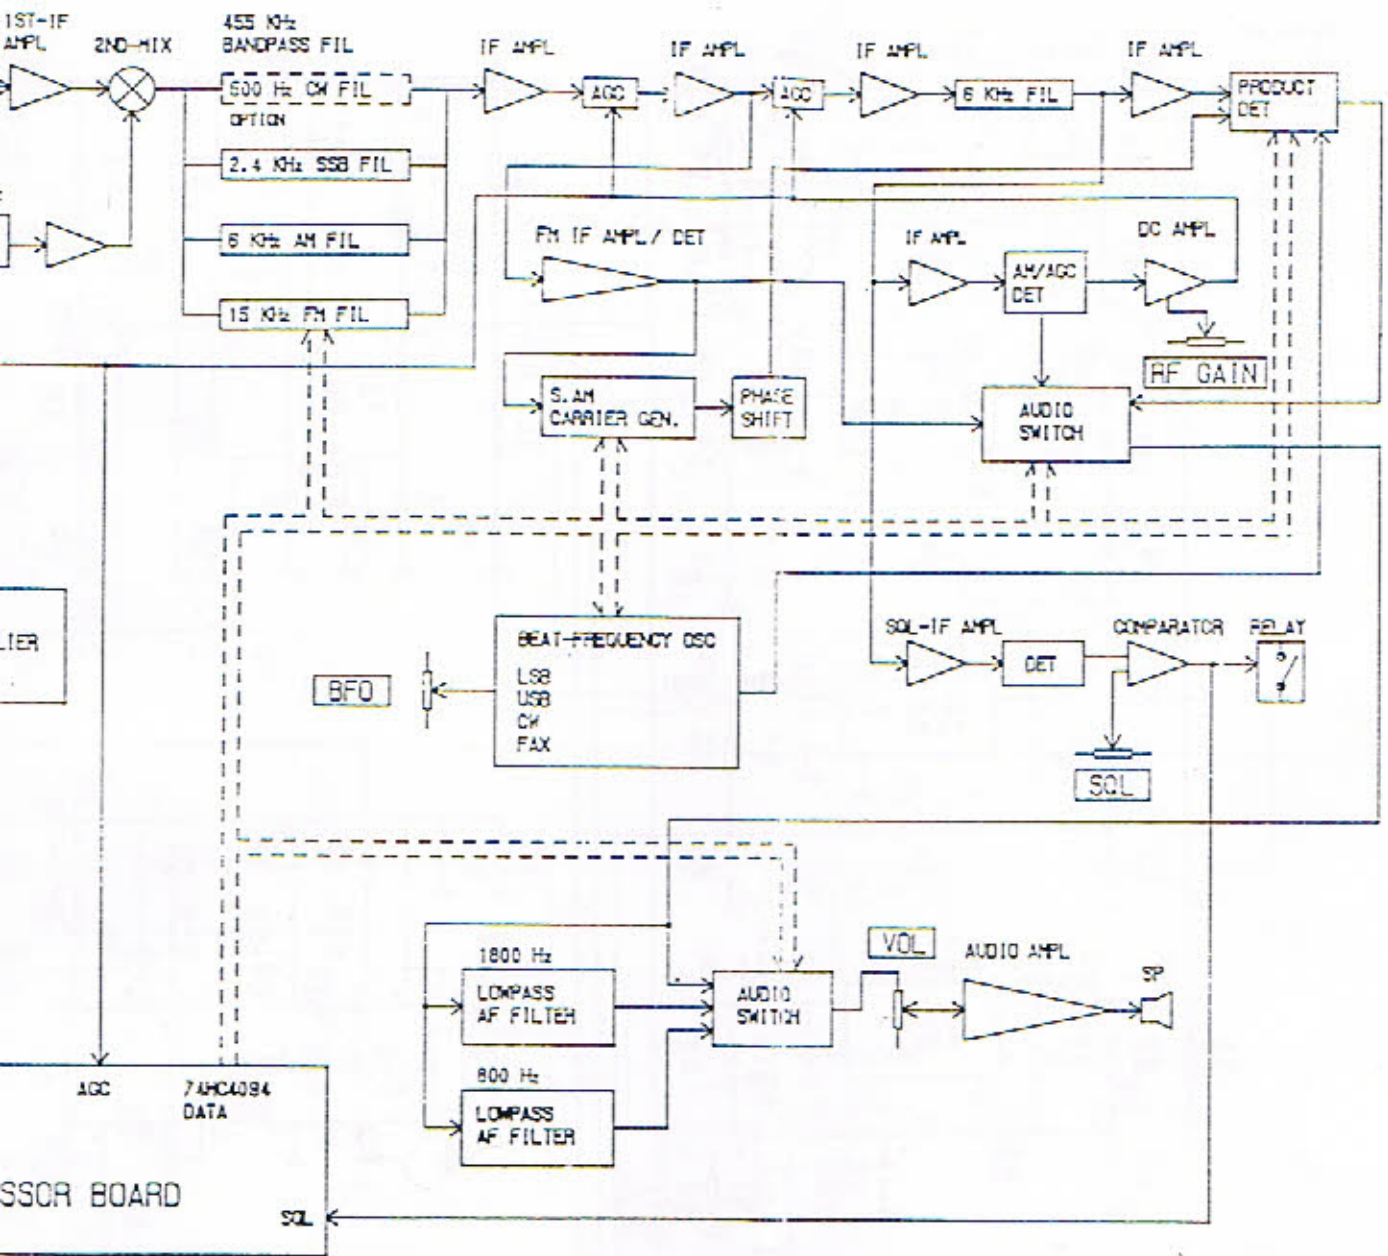 1ST-IF
AMPL
2ND-MIX
455 KHz
BANDPASS FIL
IF AMPL
IF AMPL
IF AMPL
IF AMPL
500 Hz CW FIL
OPTION
AGC
AGC
6 KHz FIL
PRODUCT
DET
2.4 KHz SSB FIL
6 KHz AM FIL
15 KHz FM FIL
FM IF AMPL/ DET
IF AMPL
AM/AGC
DET
DC AMPL
RF GAIN
S.AM
CARRIER GEN.
PHASE
SHIFT
AUDIO
SWITCH
LIER
BEAT-FREQUENCY OSC
LSB
USB
CW
FAX
BFO
SQL-IF AMPL
DET
COMPARATOR
RELAY
SQL
1800 Hz
LOWPASS
AF FILTER
AUDIO
SWITCH
VOL
AUDIO AMPL
SP
800 Hz
LOWPASS
AF FILTER
AGC
74HC4094
DATA
SSOR BOARD
SQL